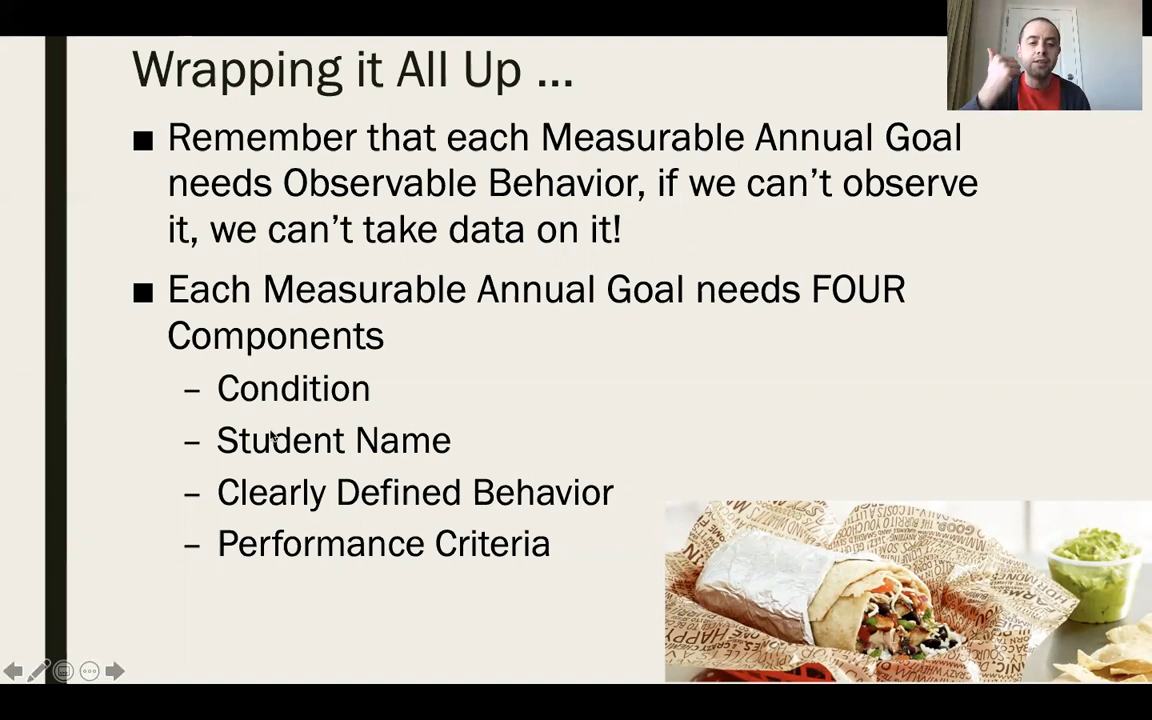 Wrapping it All Up ...
■ Remember that each Measurable Annual Goal
needs Observable Behavior, if we can’t observe
it, we can’t take data on it!
■ Each Measurable Annual Goal needs FOUR
Components
– Condition
– Student Name
– Clearly Defined Behavior
– Performance Criteria